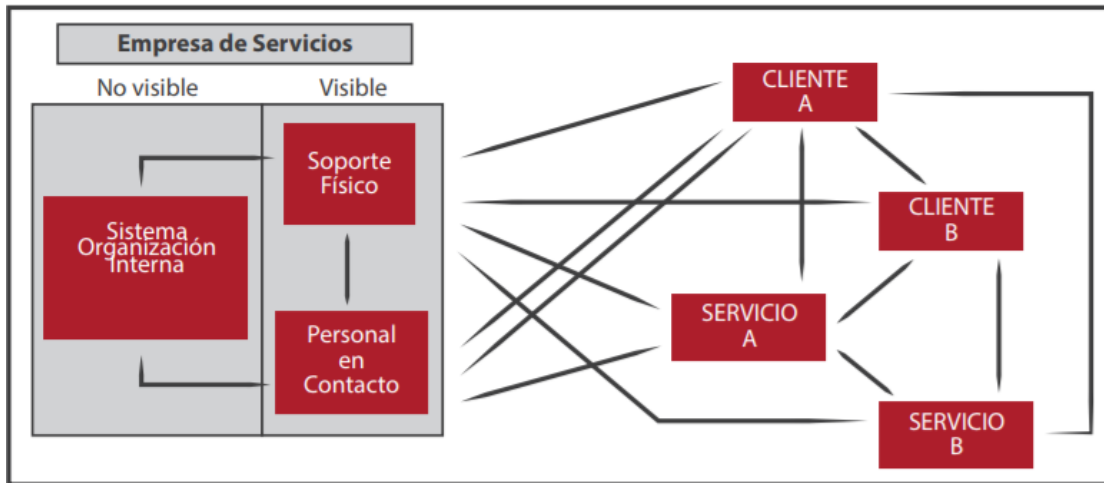 Empresa de Servicios
No visible
Visible
Soporte
Físico
Sistema
Organización
Interna
Personal
en
Contacto
CLIENTE
A
CLIENTE
B
SERVICIO
A
SERVICIO
B